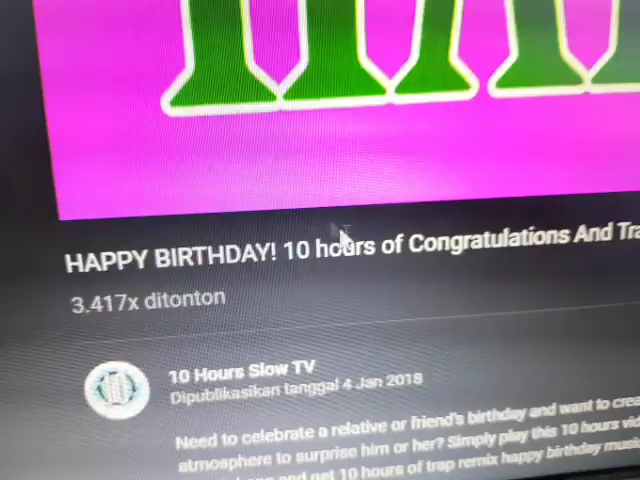 HAPPY BIRTHDAY! 10 hours of Congratulations And Tra
3.417x ditonton
10 Hours Slow TV
Dipublikasikan tanggal 4 Jan 2018
Need to celebrate a relative or friend's birthday and want to crea
atmosphere to surprise him or her? Simply play this 10 hours vid
and get 10 hours of trap remix happy birthday musi